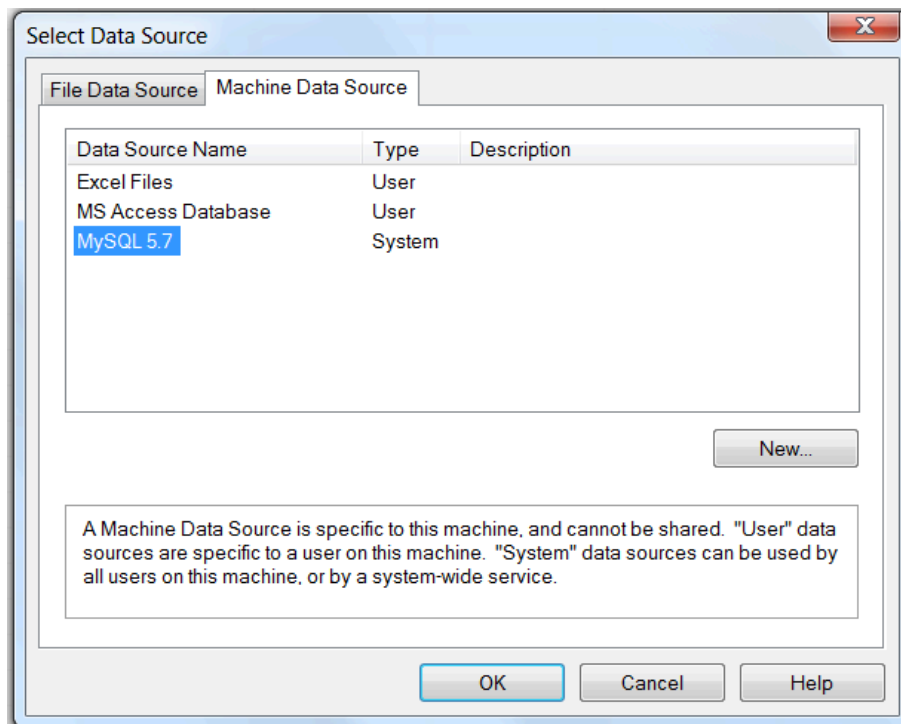 Select Data Source
File Data Source Machine Data Source
Data Source Name Type Description
Excel Files User
MS Access Database User
MySQL 5.7 System
New...
A Machine Data Source is specific to this machine, and cannot be shared. "User" data
sources are specific to a user on this machine. "System" data sources can be used by
all users on this machine, or by a system-wide service.
OK Cancel Help